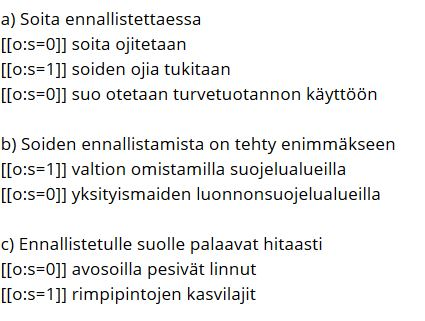 a) Soita ennallistettaessa
[[o:s=0]] soita ojitetaan
[[o:s=1]] soiden ojia tukitaan
[[o:s=0]] suo otetaan turvetuotannon käyttöön
b) Soiden ennallistamista on tehty enimmäkseen
[[o:s=1]] valtion omistamilla suojelualueilla
[[o:s=0]] yksityismaiden luonnonsuojelualueilla
c) Ennallistetulle suolle palaavat hitaasti
[[o:s=0]] avosoilla pesivät linnut
[[o:s=1]] rimpipintojen kasvilajit